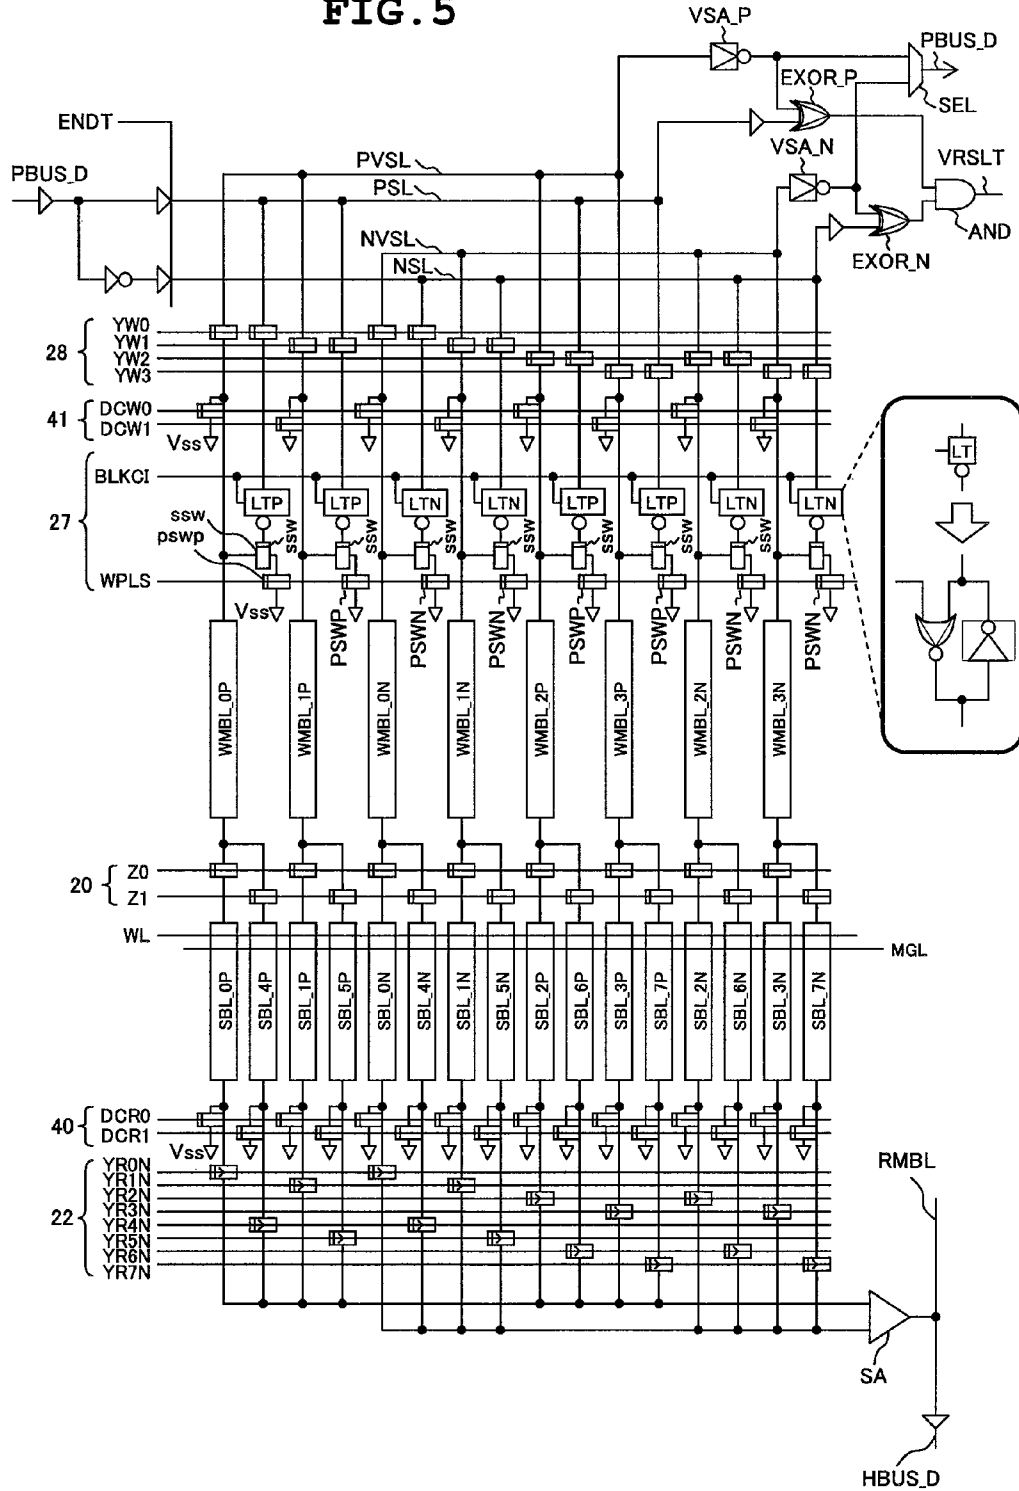 FIG. 5
VSA_P
PBUS_D
EXOR_P
SEL
ENDT
PBUS_D
PVSL
PSL
VSA_N
VRSLT
AND
NVSL
NSL
EXOR_N
28
YW0
YW1
YW2
YW3
41
DCW0
DCW1
Vss
27
BLKCI
LTP LTP LTN LTN LTP LTP LTN LTN
LT
ssw
ssw ssw ssw ssw ssw ssw ssw
pswp
WPLS
Vss
PSWP PSWN PSWN PSWP PSWP PSWN PSWN
WMBL_0P WMBL_1P WMBL_0N WMBL_1N WMBL_2P WMBL_3P WMBL_2N WMBL_3N
20
Z0
Z1
WL
MGL
SBL_0P SBL_4P SBL_1P SBL_5P SBL_0N SBL_4N SBL_1N SBL_5N SBL_2P SBL_6P SBL_3P SBL_7P SBL_2N SBL_6N SBL_3N SBL_7N
40
DCR0
DCR1
Vss
22
YR0N
YR1N
YR2N
YR3N
YR4N
YR5N
YR6N
YR7N
RMBL
SA
HBUS_D